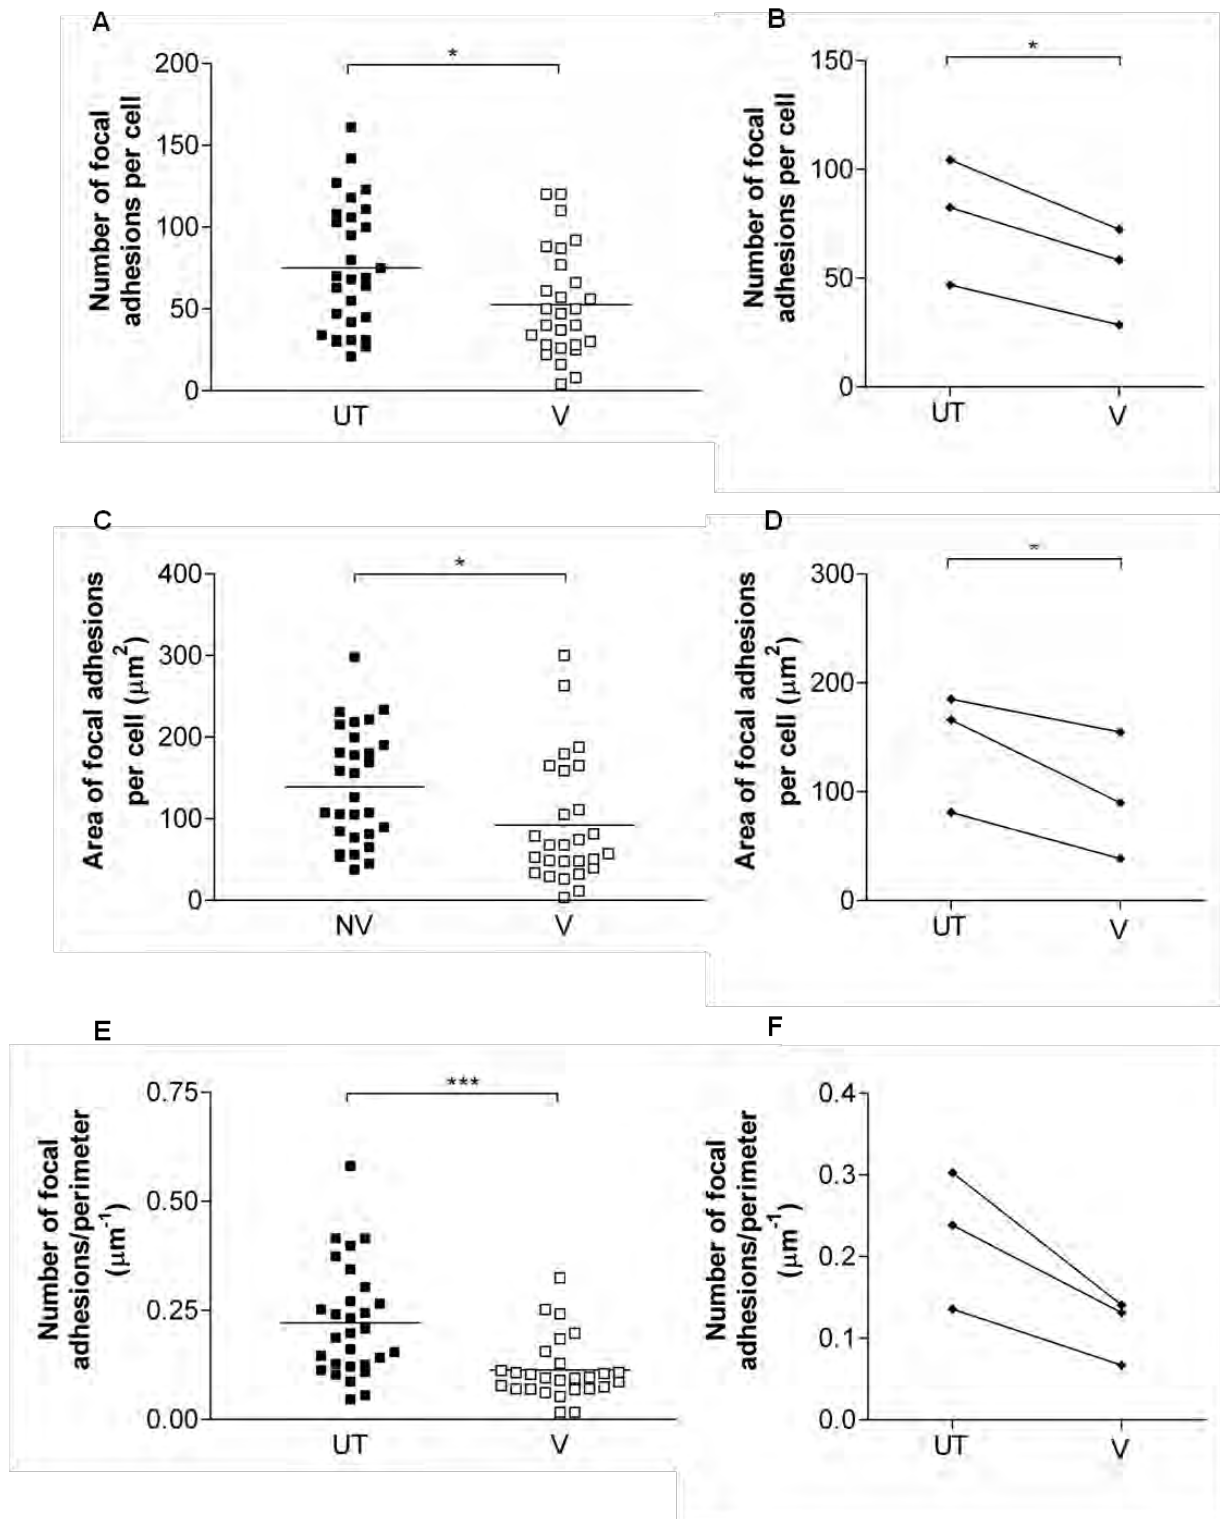 A
Number of focal
adhesions per cell
200
150
100
50
0
*
UT
V
B
Number of focal
adhesions per cell
150
100
50
0
*
UT
V
C
Area of focal adhesions
per cell (μm²)
400
300
200
100
0
*
NV
V
D
Area of focal adhesions
per cell (μm²)
300
200
100
0
*
UT
V
E
Number of focal
adhesions/perimeter
(μm⁻¹)
0.75
0.50
0.25
0.00
***
UT
V
F
Number of focal
adhesions/perimeter
(μm⁻¹)
0.4
0.3
0.2
0.1
0.0
UT
V